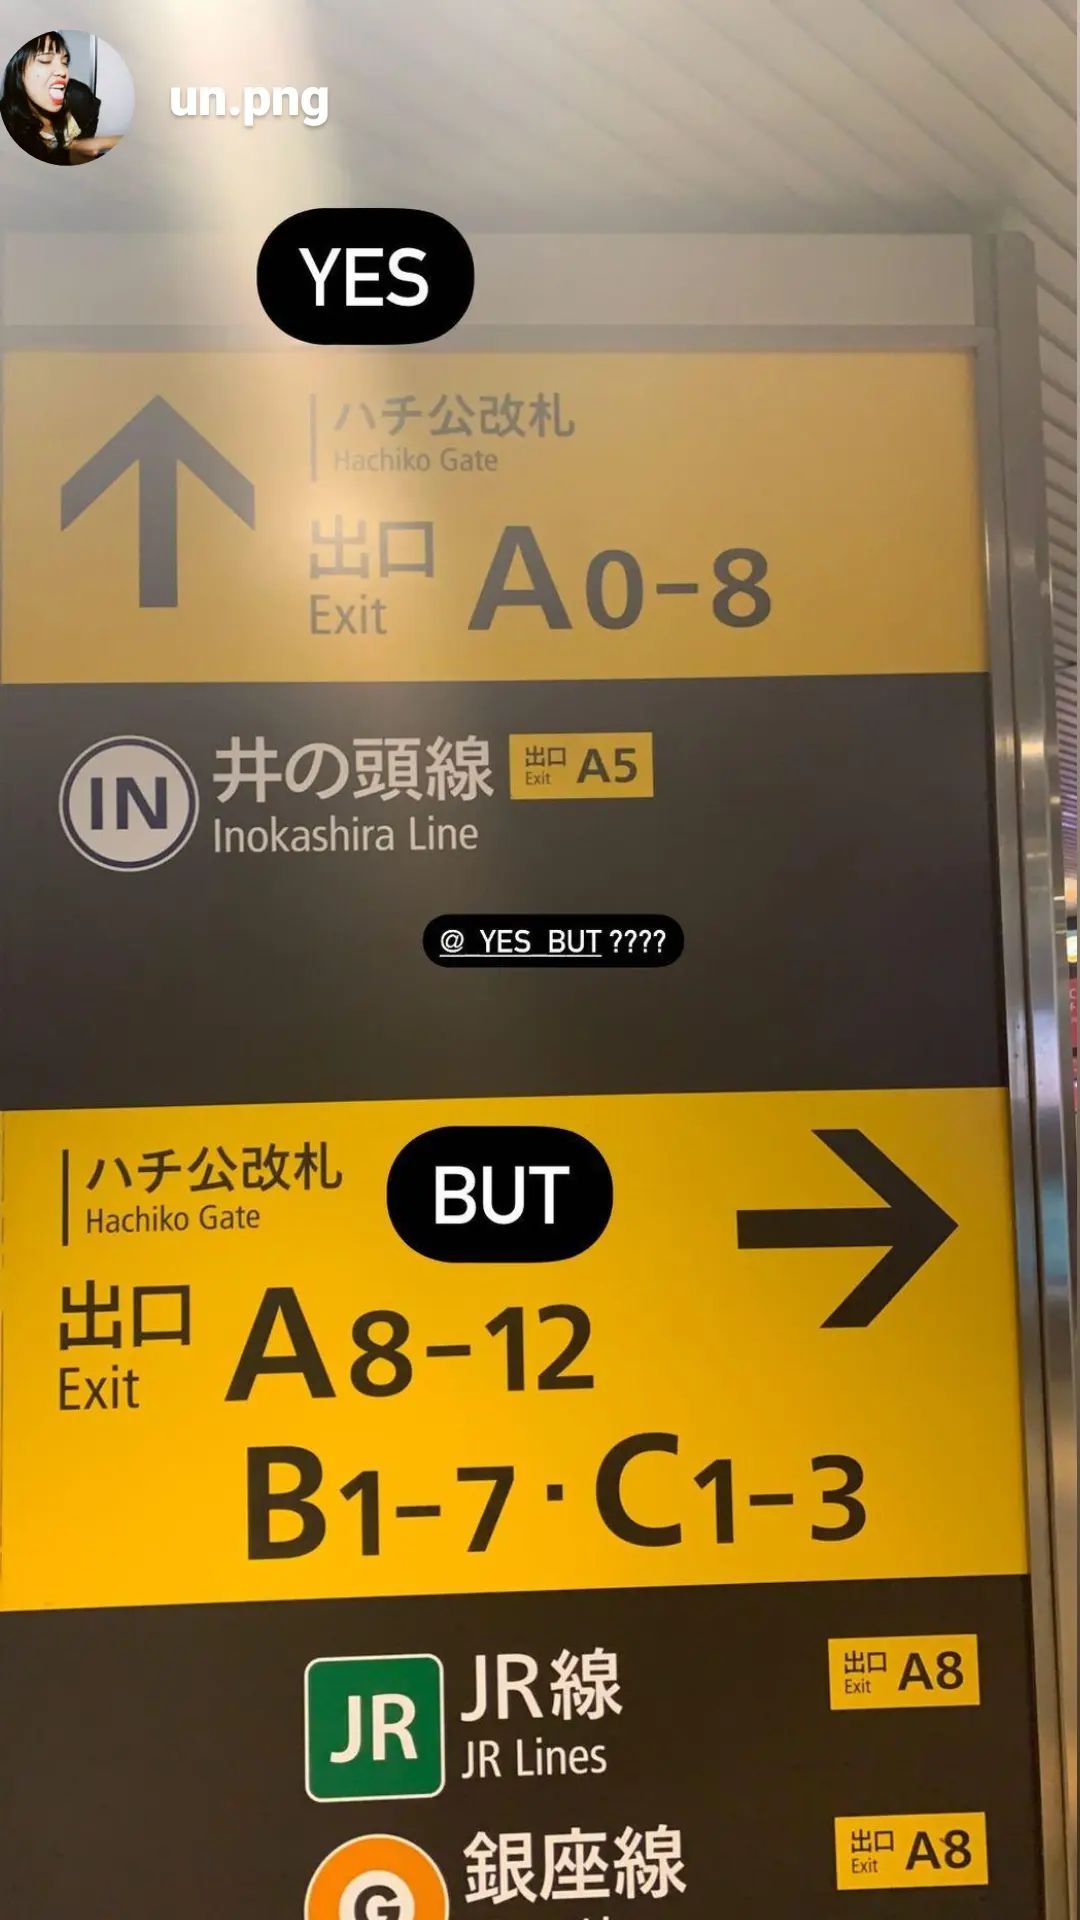 un.png
YES
ハチ公改札
Hachiko Gate
出口 A0-8
Exit
IN 井の頭線 出口 Exit A5
Inokashira Line
@_YES_BUT ????
ハチ公改札
Hachiko Gate
BUT
出口 A8-12
Exit
B1-7・C1-3
JR JR線 出口 Exit A8
JR Lines
G 銀座線 出口 Exit A8